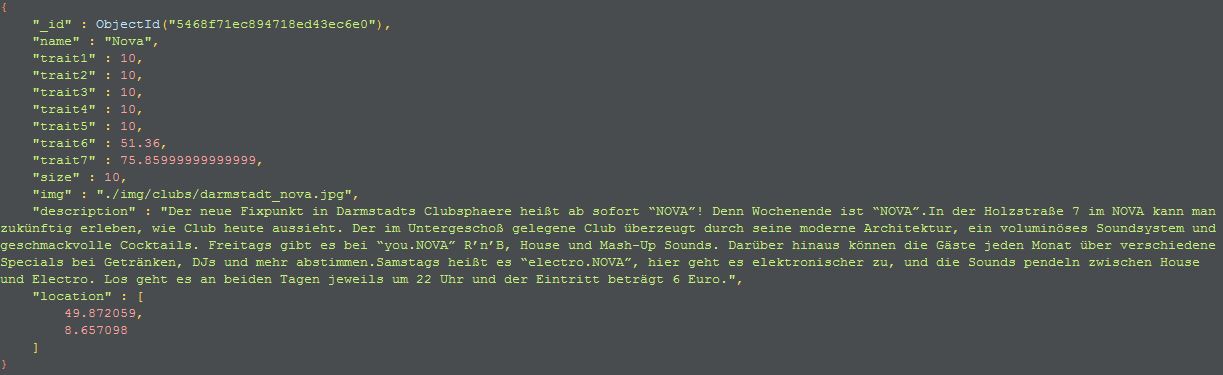 {
    "_id" : ObjectId("5468f71ec894718ed43ec6e0"),
    "name" : "Nova",
    "trait1" : 10,
    "trait2" : 10,
    "trait3" : 10,
    "trait4" : 10,
    "trait5" : 10,
    "trait6" : 51.36,
    "trait7" : 75.85999999999999,
    "size" : 10,
    "img" : "./img/clubs/darmstadt_nova.jpg",
    "description" : "Der neue Fixpunkt in Darmstadts Clubsphaere heißt ab sofort “NOVA”! Denn Wochenende ist “NOVA”.In der Holzstraße 7 im NOVA kann man
zukünftig erleben, wie Club heute aussieht. Der im Untergeschoß gelegene Club überzeugt durch seine moderne Architektur, ein voluminöses Soundsystem und
geschmackvolle Cocktails. Freitags gibt es bei “you.NOVA” R’n’B, House und Mash-Up Sounds. Darüber hinaus können die Gäste jeden Monat über verschiedene
Specials bei Getränken, DJs und mehr abstimmen.Samstags heißt es “electro.NOVA”, hier geht es elektronischer zu, und die Sounds pendeln zwischen House
und Electro. Los geht es an beiden Tagen jeweils um 22 Uhr und der Eintritt beträgt 6 Euro.",
    "location" : [
        49.872059,
        8.657098
    ]
}